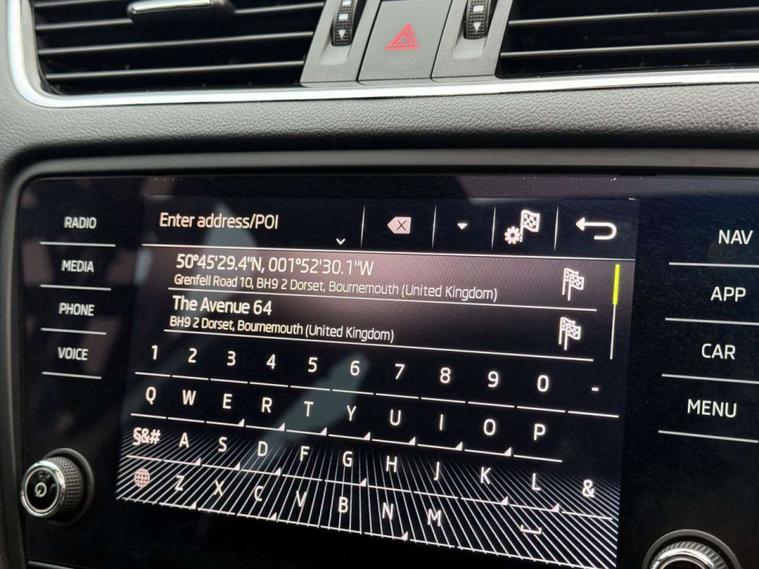 RADIO
MEDIA
PHONE
VOICE
Enter address/POI
50°45'29.4"N, 001°52'30.1"W
Grenfell Road 10, BH9 2 Dorset, Bournemouth (United Kingdom)
The Avenue 64
BH9 2 Dorset, Bournemouth (United Kingdom)
1 2 3 4 5 6 7 8 9 0 -
Q W E R T Y U I O P
§&# A S D F G H J K L &
Z X C V B N M
NAV
APP
CAR
MENU